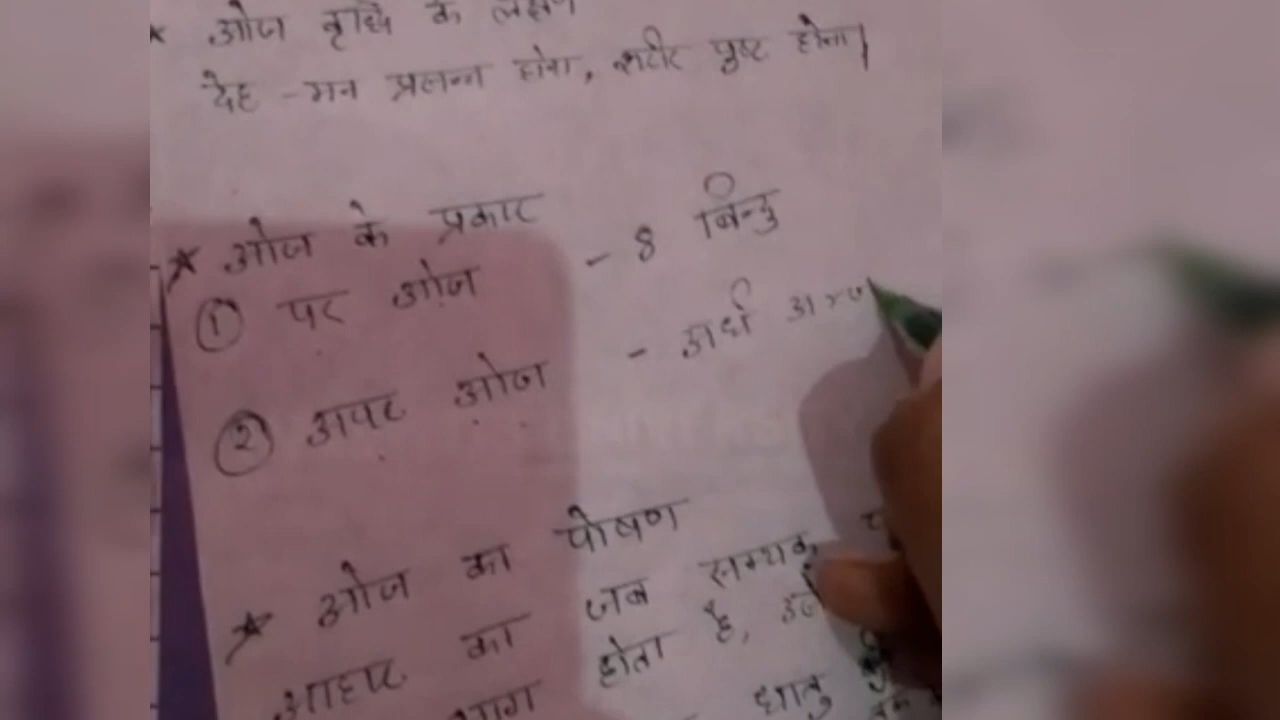 * ओज वृद्धि के लक्षण
देह - मन प्रसन्न होना, शरीर पुष्ट होना।
* ओज के प्रकार
① पर ओज - 8 बिन्दु
② अपर ओज - अर्ध
* ओज का पोषण
आहार का जब सम्यक्
भाग होता है,
धातु